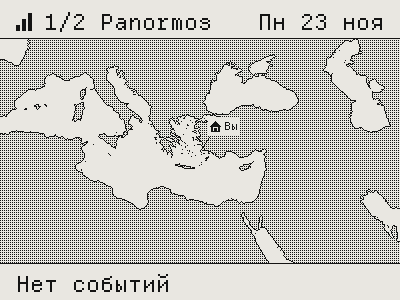 1/2 Panormos Пн 23 ноя
Вы
Нет событий